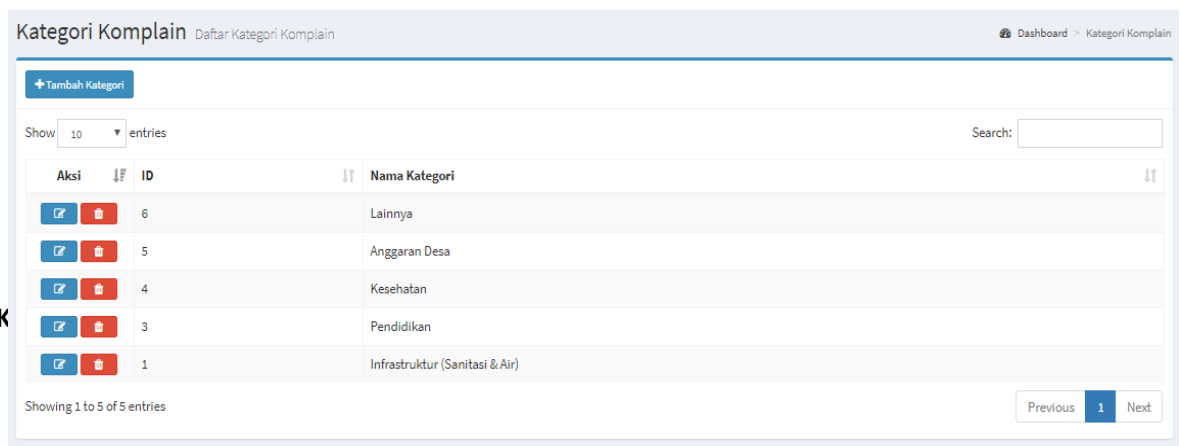 Kategori Komplain Daftar Kategori Komplain Dashboard > Kategori Komplain
+Tambah Kategori
Show 10 entries Search:
Aksi ID Nama Kategori
6 Lainnya
5 Anggaran Desa
4 Kesehatan
K
3 Pendidikan
1 Infrastruktur (Sanitasi & Air)
Showing 1 to 5 of 5 entries Previous 1 Next